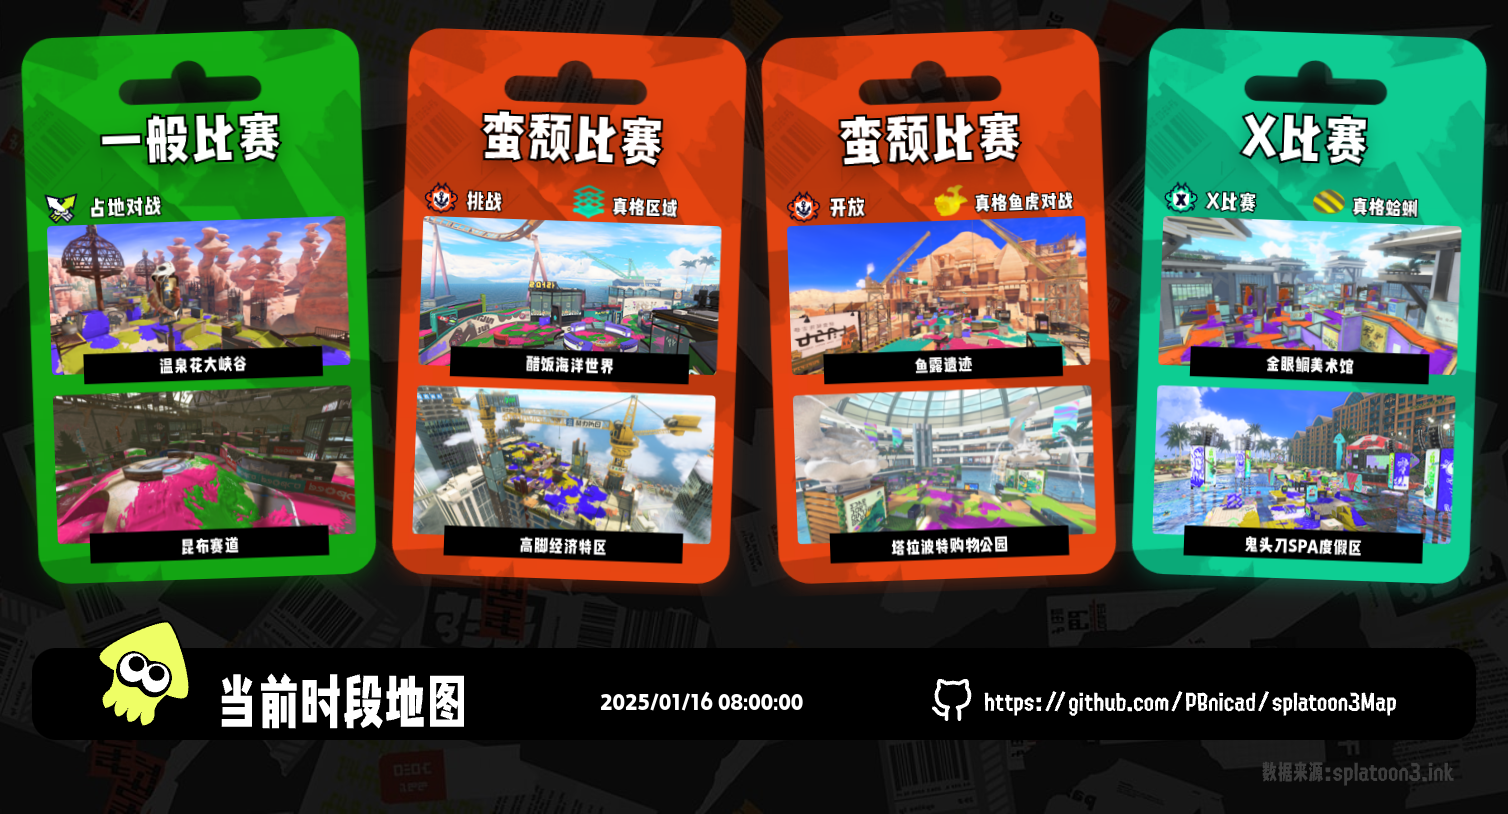 一般比赛
占地对战
温泉花大峡谷
昆布赛道
蛮颓比赛
挑战
真格区域
醋饭海洋世界
高脚经济特区
蛮颓比赛
开放
真格鱼虎对战
鱼露遗迹
塔拉波特购物公园
X比赛
X比赛
真格蛤蜊
金眼鲷美术馆
鬼头刀SPA度假区
当前时段地图
2025/01/16 08:00:00
https://github.com/PBnicad/splatoon3Map
数据来源:splatoon3.ink